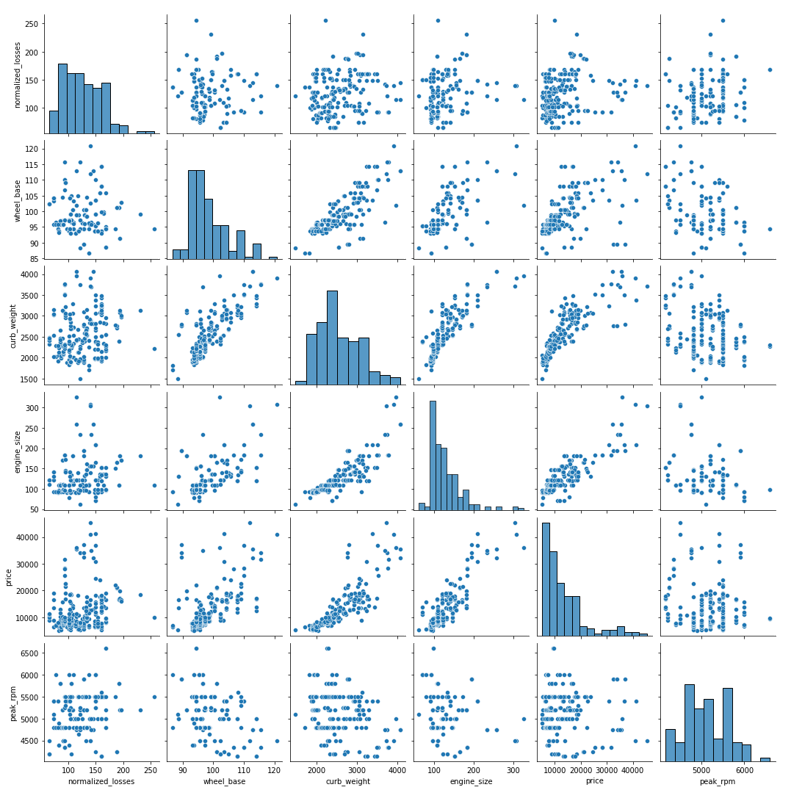 250
200
150
100
normalized_losses
120
115
110
105
100
95
90
85
wheel_base
4000
3500
3000
2500
2000
1500
curb_weight
300
250
200
150
100
50
engine_size
40000
30000
20000
10000
price
6500
6000
5500
5000
4500
peak_rpm
100 150 200 250
90 100 110 120
2000 3000 4000
100 200 300
10000 20000 30000 40000
5000 6000
normalized_losses wheel_base curb_weight engine_size price peak_rpm